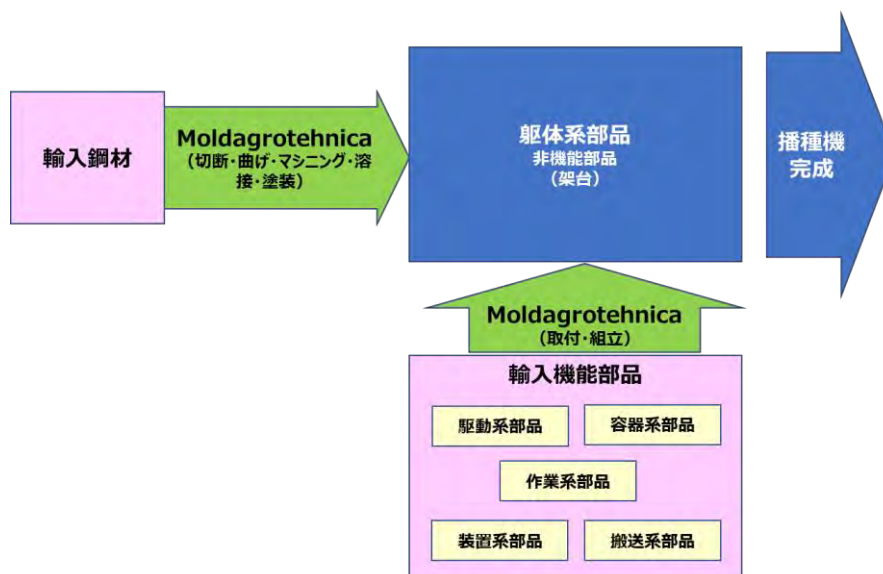 輸入鋼材
Moldagrotehnica
（切断・曲げ・マシニング・溶
接・塗装）
躯体系部品
非機能部品
（架台）
播種機
完成
Moldagrotehnica
（取付・組立）
輸入機能部品
駆動系部品
容器系部品
作業系部品
装置系部品
搬送系部品